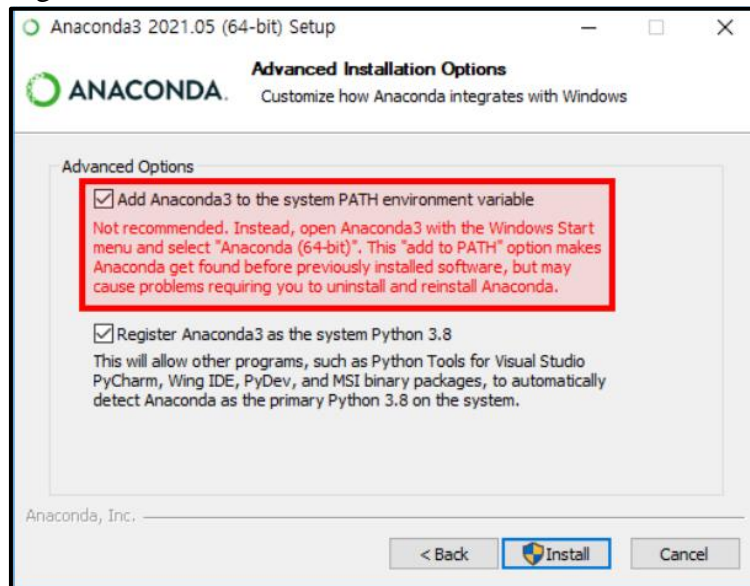 Anaconda3 2021.05 (64-bit) Setup
ANACONDA.
Advanced Installation Options
Customize how Anaconda integrates with Windows
Advanced Options
Add Anaconda3 to the system PATH environment variable
Not recommended. Instead, open Anaconda3 with the Windows Start
menu and select "Anaconda (64-bit)". This "add to PATH" option makes
Anaconda get found before previously installed software, but may
cause problems requiring you to uninstall and reinstall Anaconda.
Register Anaconda3 as the system Python 3.8
This will allow other programs, such as Python Tools for Visual Studio
PyCharm, Wing IDE, PyDev, and MSI binary packages, to automatically
detect Anaconda as the primary Python 3.8 on the system.
Anaconda, Inc.
< Back Install Cancel